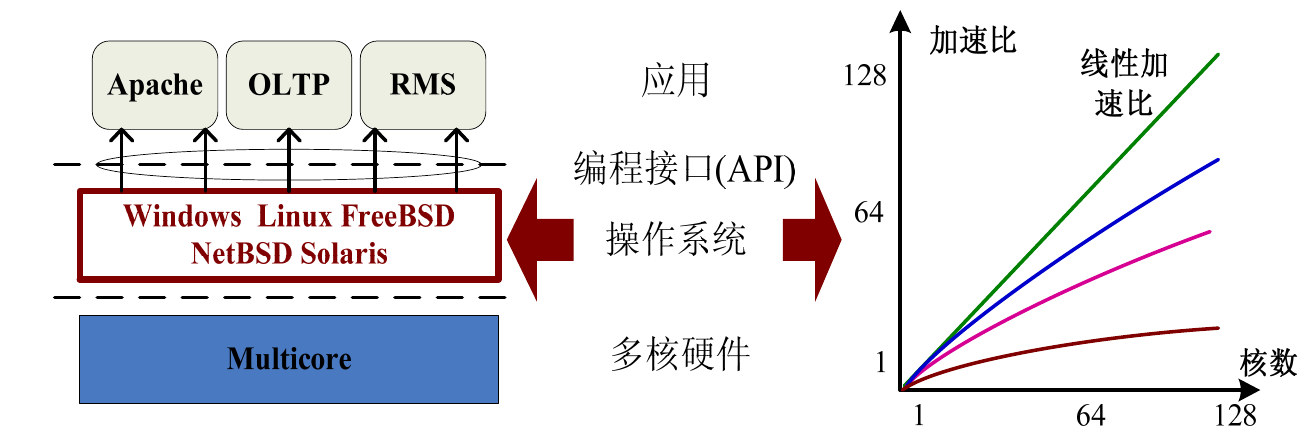 Apache
OLTP
RMS
Windows Linux FreeBSD
NetBSD Solaris
Multicore
应用
编程接口(API)
操作系统
多核硬件
加速比
线性加
速比
128
64
1
核数
1
64
128